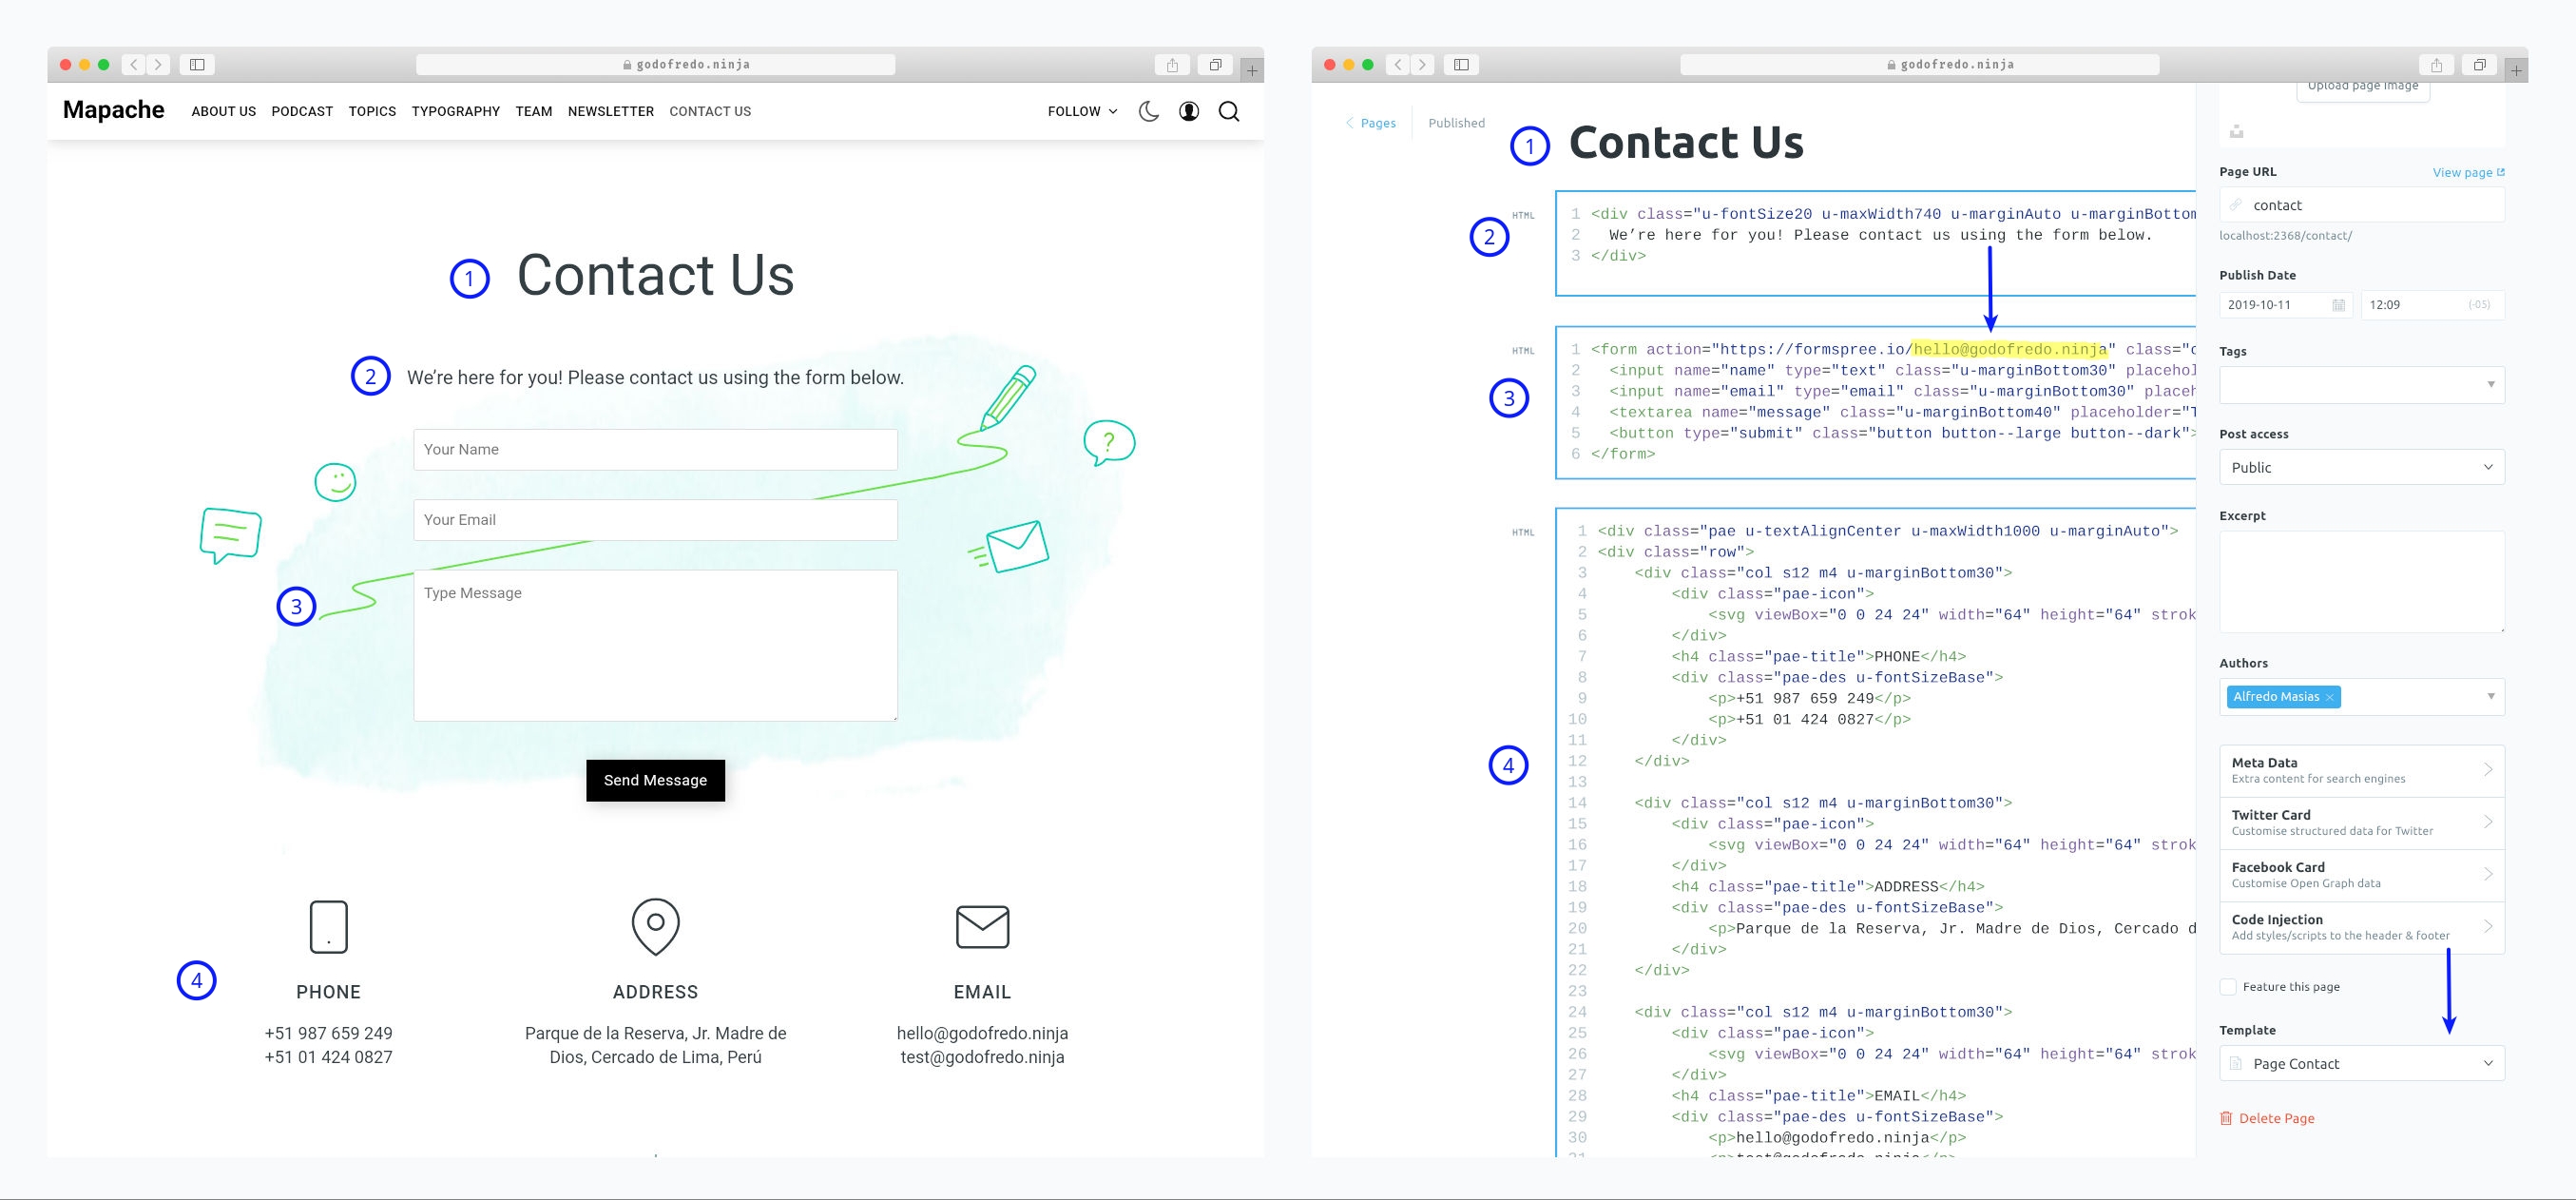 godofredo.ninja
Mapache
ABOUT US PODCAST TOPICS TYPOGRAPHY TEAM NEWSLETTER CONTACT US
FOLLOW
1 Contact Us
2 We’re here for you! Please contact us using the form below.
?
Your Name
Your Email
3
Type Message
Send Message
4
PHONE
+51 987 659 249
+51 01 424 0827
ADDRESS
Parque de la Reserva, Jr. Madre de
Dios, Cercado de Lima, Perú
EMAIL
hello@godofredo.ninja
test@godofredo.ninja
godofredo.ninja
Pages Published
1 Contact Us
2
HTML
1 <div class="u-fontSize20 u-maxWidth740 u-marginAuto u-marginBottom
2 We’re here for you! Please contact us using the form below.
3 </div>
3
HTML
1 <form action="https://formspree.io/hello@godofredo.ninja" class="c
2 <input name="name" type="text" class="u-marginBottom30" placehol
3 <input name="email" type="email" class="u-marginBottom30" placeh
4 <textarea name="message" class="u-marginBottom40" placeholder="T
5 <button type="submit" class="button button--large button--dark">
6 </form>
4
HTML
1 <div class="pae u-textAlignCenter u-maxWidth1000 u-marginAuto">
2 <div class="row">
3 <div class="col s12 m4 u-marginBottom30">
4 <div class="pae-icon">
5 <svg viewBox="0 0 24 24" width="64" height="64" strok
6 </div>
7 <h4 class="pae-title">PHONE</h4>
8 <div class="pae-des u-fontSizeBase">
9 <p>+51 987 659 249</p>
10 <p>+51 01 424 0827</p>
11 </div>
12 </div>
13
14 <div class="col s12 m4 u-marginBottom30">
15 <div class="pae-icon">
16 <svg viewBox="0 0 24 24" width="64" height="64" strok
17 </div>
18 <h4 class="pae-title">ADDRESS</h4>
19 <div class="pae-des u-fontSizeBase">
20 <p>Parque de la Reserva, Jr. Madre de Dios, Cercado d
21 </div>
22 </div>
23
24 <div class="col s12 m4 u-marginBottom30">
25 <div class="pae-icon">
26 <svg viewBox="0 0 24 24" width="64" height="64" strok
27 </div>
28 <h4 class="pae-title">EMAIL</h4>
29 <div class="pae-des u-fontSizeBase">
30 <p>hello@godofredo.ninja</p>
31 <p>test@godofredo.ninja</p>
Upload page image
Page URL View page
contact
localhost:2368/contact/
Publish Date
2019-10-11 12:09 (-05)
Tags
Post access
Public
Excerpt
Authors
Alfredo Masias ×
Meta Data
Extra content for search engines
Twitter Card
Customise structured data for Twitter
Facebook Card
Customise Open Graph data
Code Injection
Add styles/scripts to the header & footer
Feature this page
Template
Page Contact
Delete Page